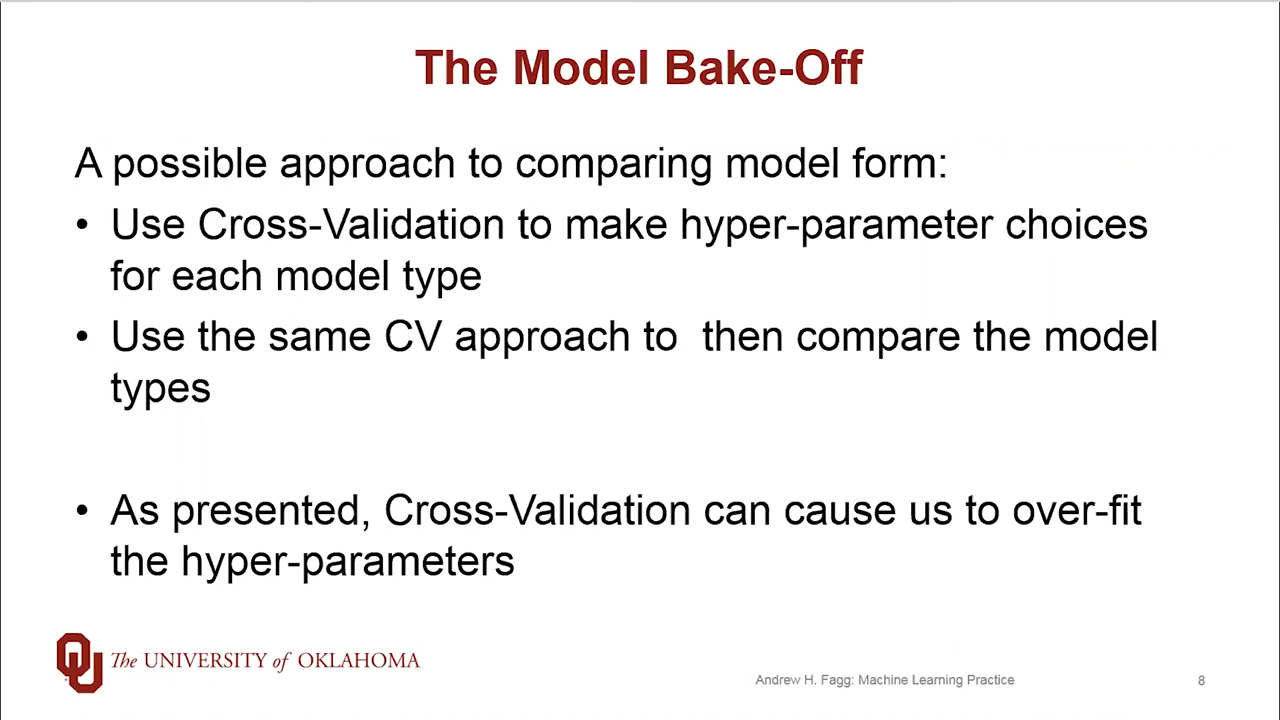 The Model Bake-Off
A possible approach to comparing model form:
• Use Cross-Validation to make hyper-parameter choices
for each model type
• Use the same CV approach to  then compare the model
types
• As presented, Cross-Validation can cause us to over-fit
the hyper-parameters
The UNIVERSITY of OKLAHOMA
Andrew H. Fagg: Machine Learning Practice
8